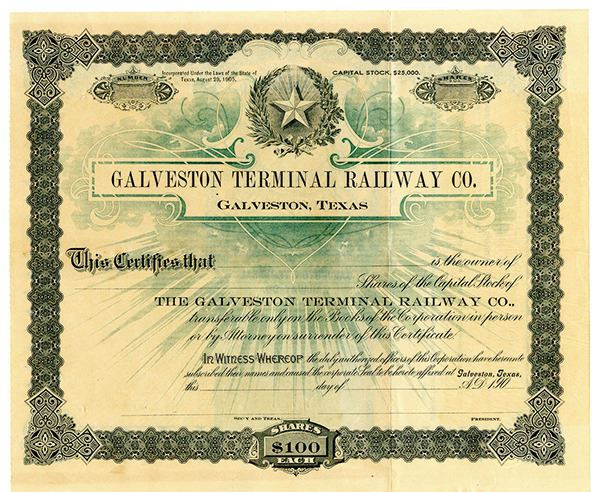 NUMBER
Incorporated Under the Laws of the State of
Texas, August 29, 1905.
CAPITAL STOCK, $25,000.
SHARES
GALVESTON TERMINAL RAILWAY CO.
GALVESTON, TEXAS
This Certifies that
is the owner of
Shares of the Capital Stock of
THE GALVESTON TERMINAL RAILWAY CO.,
transferable only on the Books of the Corporation in person
or by Attorney on surrender of this Certificate.
IN WITNESS WHEREOF the duly authorized officers of this Corporation have hereunto
subscribed their names and caused the corporate Seal to be hereto affixed at Galveston, Texas,
this day of A.D. 190
SEC'Y AND TREAS.
PRESIDENT.
SHARES
$100
EACH